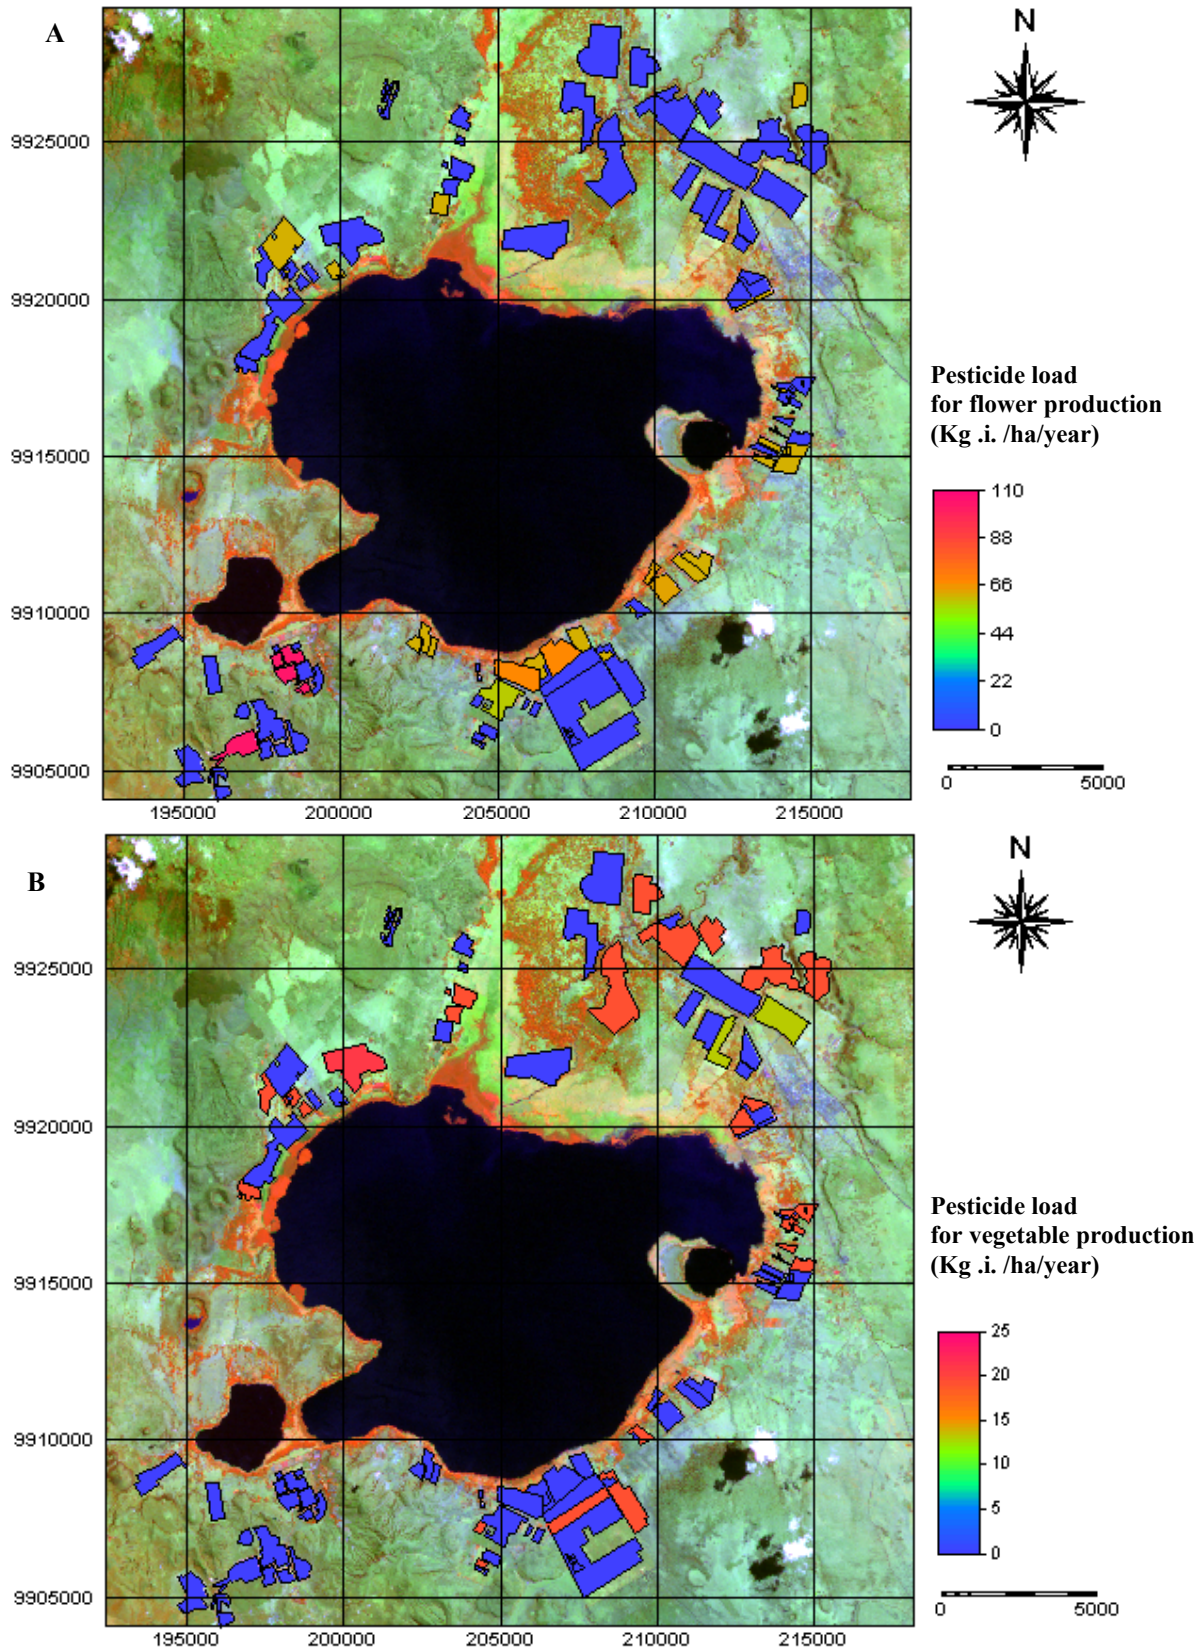 A
N
9925000
9920000
9915000
9910000
9905000
195000 200000 205000 210000 215000
Pesticide load
for flower production
(Kg .i. /ha/year)
110
88
66
44
22
0
0 5000
B
N
9925000
9920000
9915000
9910000
9905000
195000 200000 205000 210000 215000
Pesticide load
for vegetable production
(Kg .i. /ha/year)
25
20
15
10
5
0
0 5000